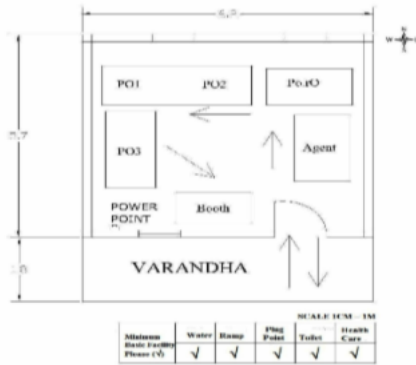 PO1 PO2 Po.rO
PO3 Agent
POWER
POINT
Booth
VARANDHA
SCALE 1CM - 1M
Minimum
Basic Facility
Please (√)
Water Ramp Plug
Point Toilet Health
Care
√ √ √ √ √